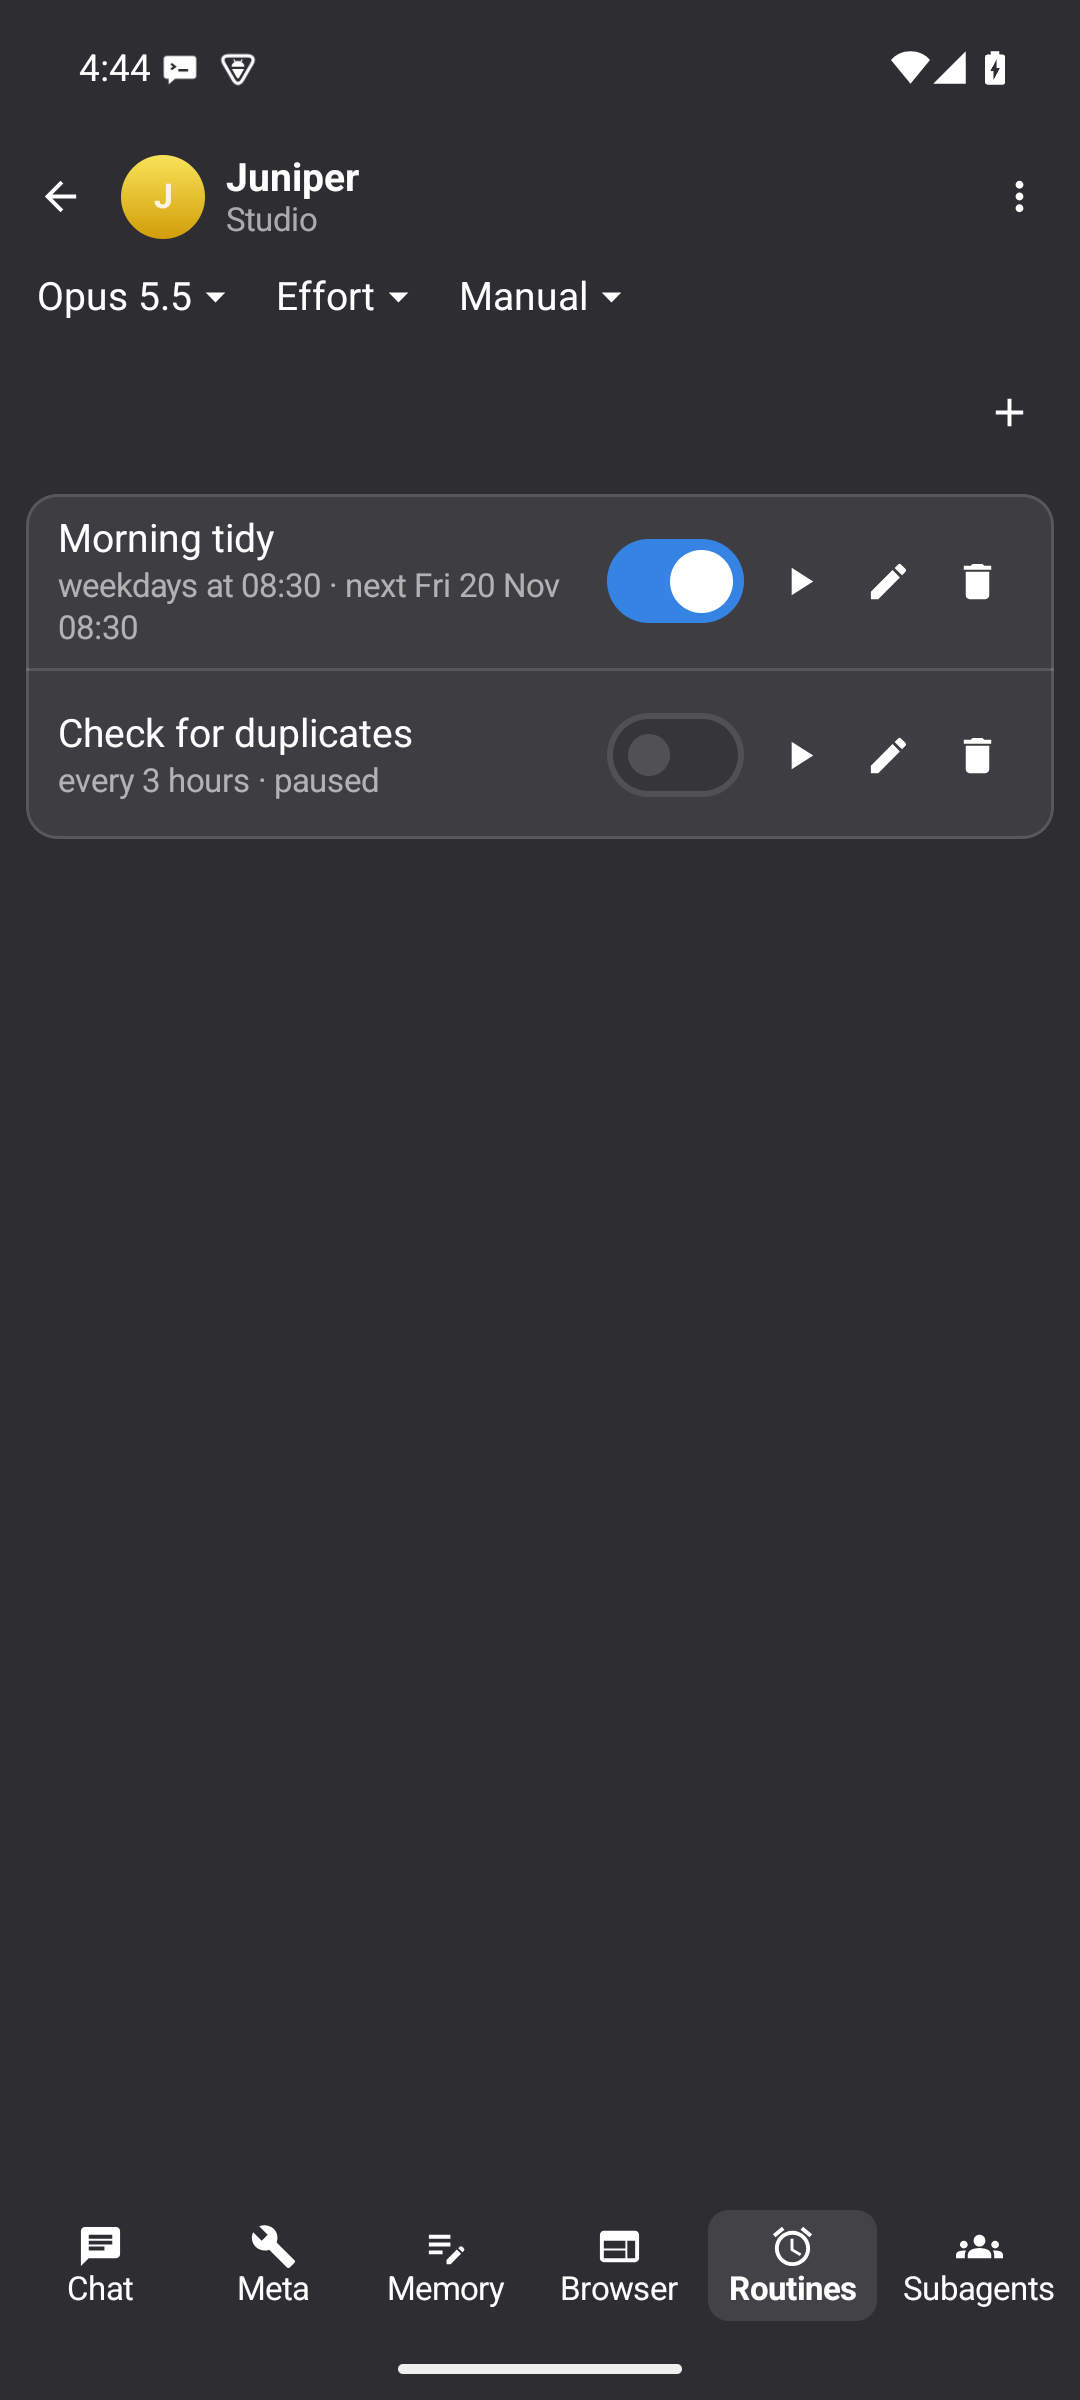 4:44
J
Juniper
Studio
Opus 5.5
Effort
Manual
Morning tidy
weekdays at 08:30 · next Fri 20 Nov
08:30
Check for duplicates
every 3 hours · paused
Chat
Meta
Memory
Browser
Routines
Subagents